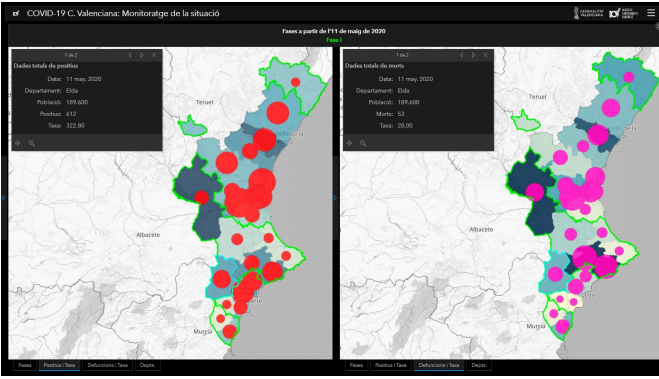 COVID-19 C. Valenciana: Monitoratge de la situació
GENERALITAT
VALENCIANA
Fases a partir de l'11 de maig de 2020
Fase I
1 de 2
Dades totals de positius
Data: 11 may. 2020
Departament: Elda
Població: 189.600
Positius: 612
Taxa: 322,80
Teruel
Albacete
Murcia
Fases
Positius i Taxa
Defuncions i Taxa
Depts.
1 de 2
Dades totals de morts
Data: 11 may. 2020
Departament: Elda
Població: 189.600
Morts: 53
Taxa: 28,00
Teruel
Albacete
Murcia
Fases
Positius i Taxa
Defuncions i Taxa
Depts.